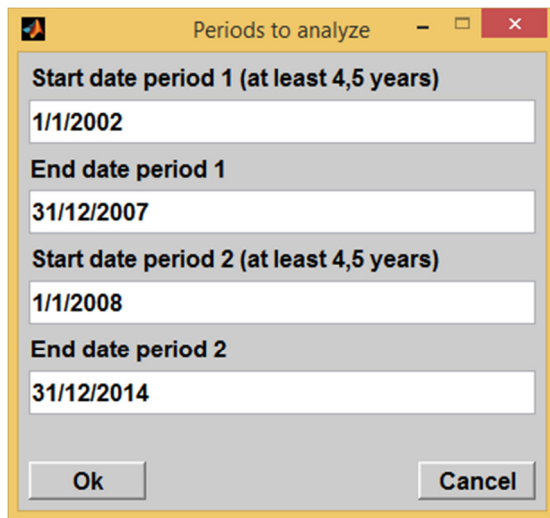 Periods to analyze
Start date period 1 (at least 4,5 years)
1/1/2002
End date period 1
31/12/2007
Start date period 2 (at least 4,5 years)
1/1/2008
End date period 2
31/12/2014
Ok Cancel